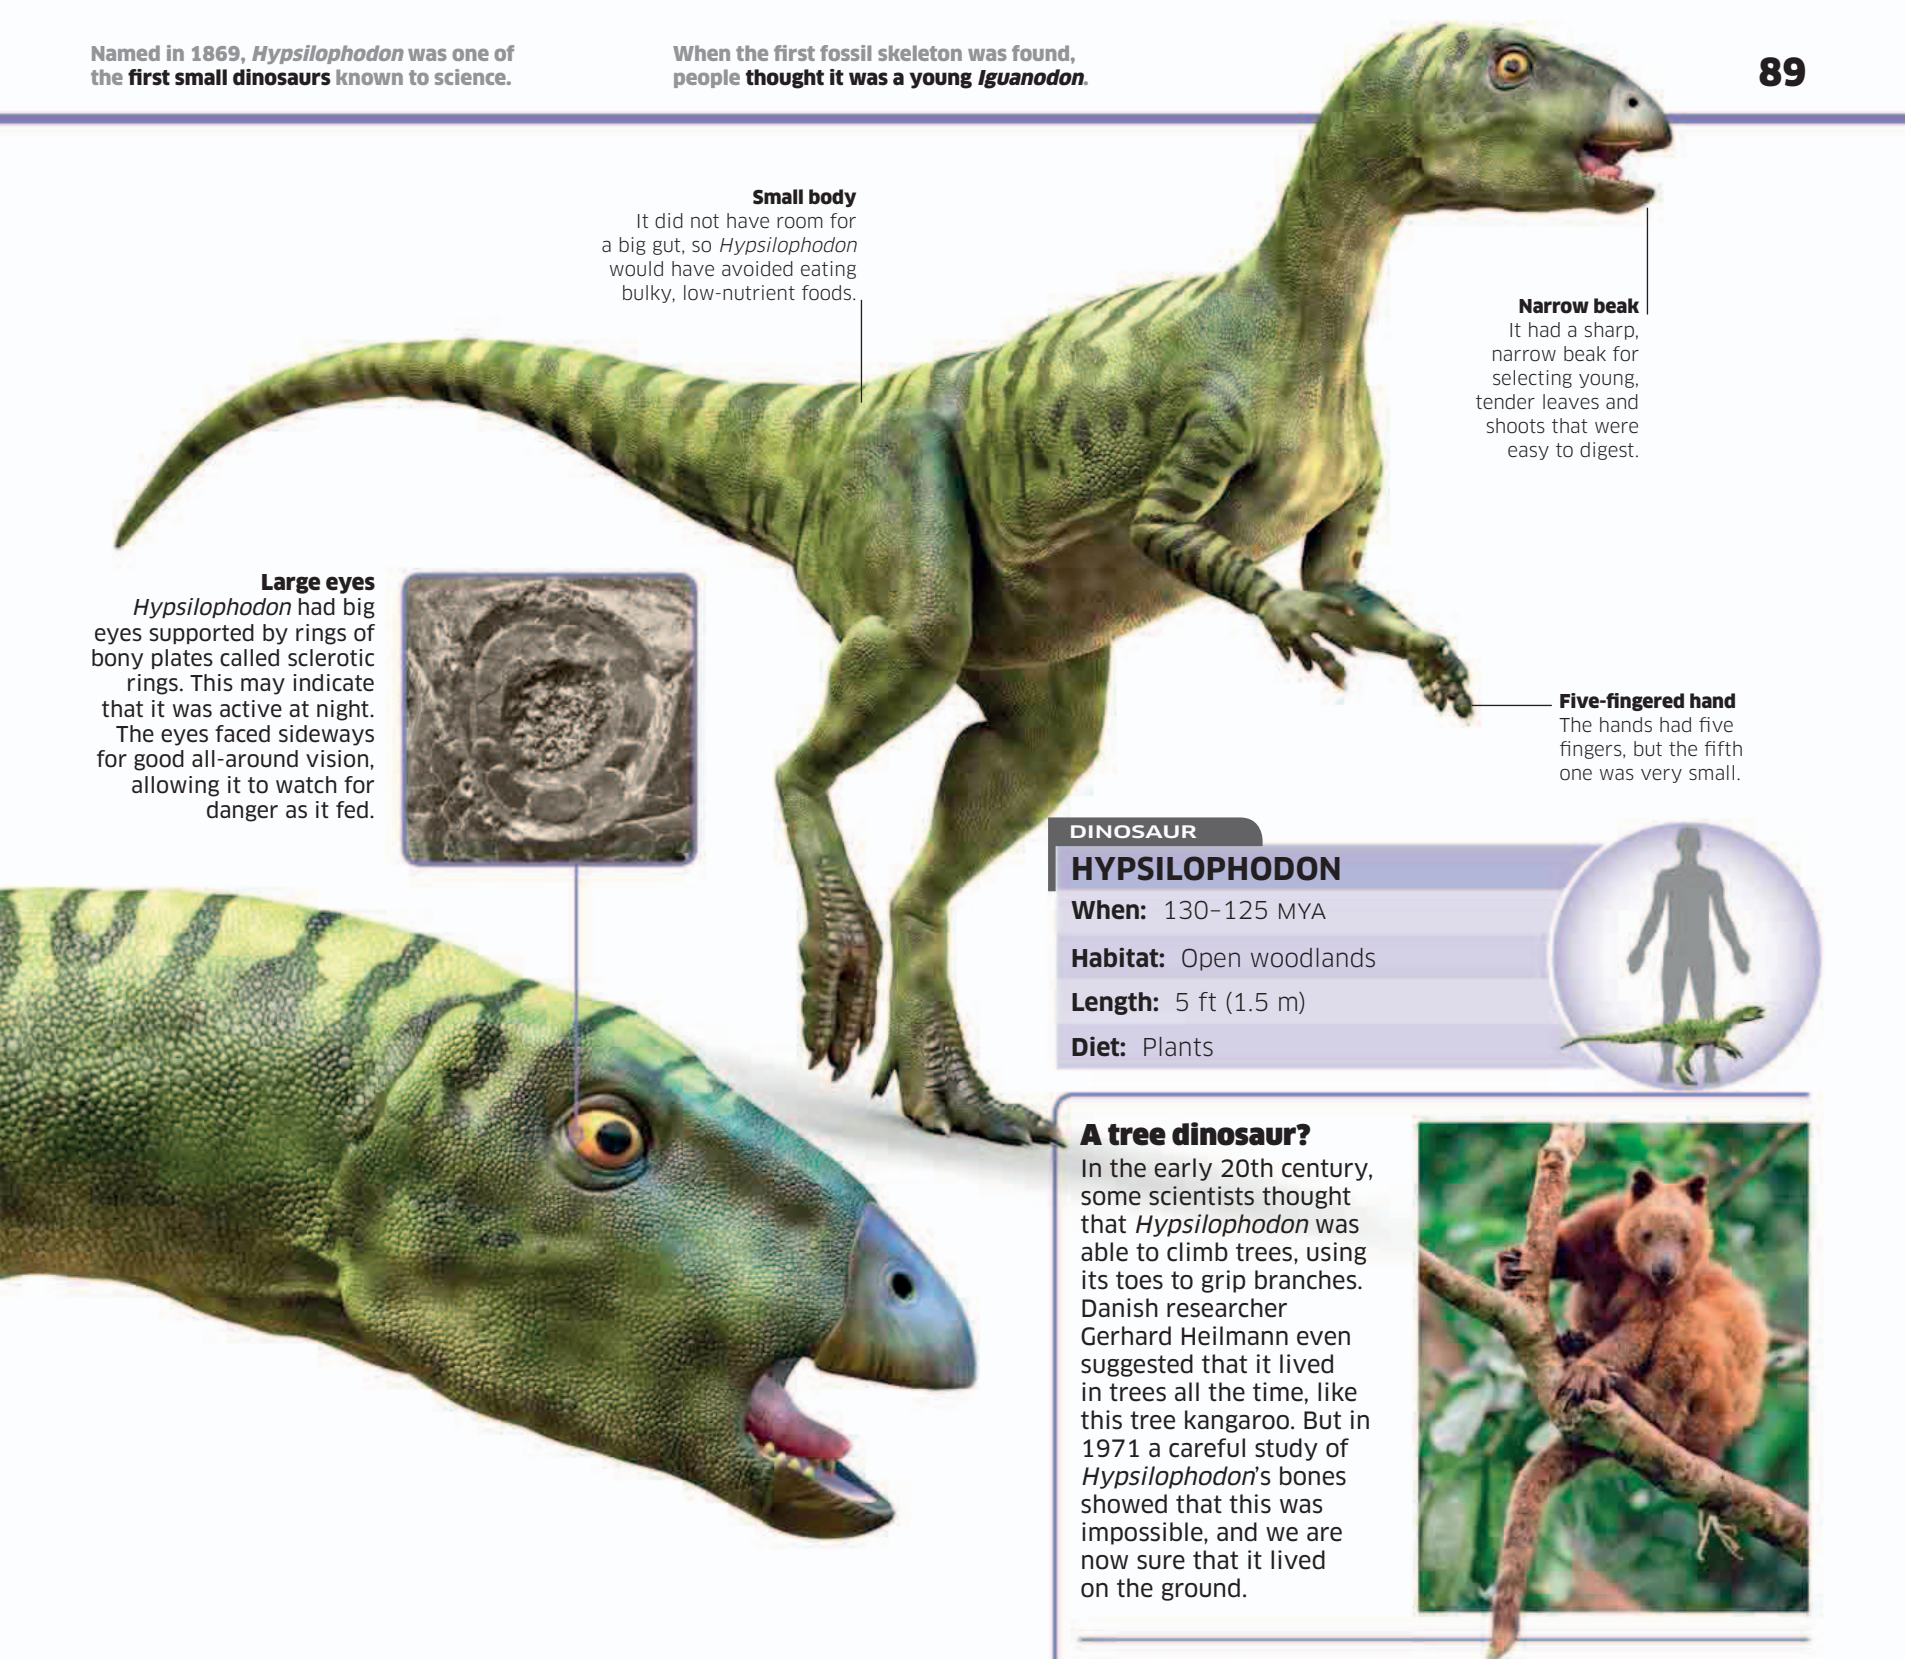 Named in 1869, Hypsilophodon was one of
the first small dinosaurs known to science.
When the first fossil skeleton was found,
people thought it was a young Iguanodon.
89
Small body
It did not have room for
a big gut, so Hypsilophodon
would have avoided eating
bulky, low-nutrient foods.
Narrow beak
It had a sharp,
narrow beak for
selecting young,
tender leaves and
shoots that were
easy to digest.
Large eyes
Hypsilophodon had big
eyes supported by rings of
bony plates called sclerotic
rings. This may indicate
that it was active at night.
The eyes faced sideways
for good all-around vision,
allowing it to watch for
danger as it fed.
Five-fingered hand
The hands had five
fingers, but the fifth
one was very small.
DINOSAUR
HYPSILOPHODON
When: 130–125 MYA
Habitat: Open woodlands
Length: 5 ft (1.5 m)
Diet: Plants
A tree dinosaur?
In the early 20th century,
some scientists thought
that Hypsilophodon was
able to climb trees, using
its toes to grip branches.
Danish researcher
Gerhard Heilmann even
suggested that it lived
in trees all the time, like
this tree kangaroo. But in
1971 a careful study of
Hypsilophodon's bones
showed that this was
impossible, and we are
now sure that it lived
on the ground.